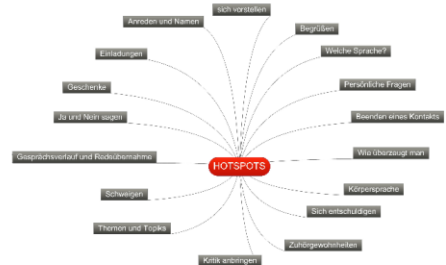 sich vorstellen
Anreden und Namen
Begrüßen
Welche Sprache?
Einladungen
Persönliche Fragen
Geschenke
Beenden eines Kontakts
Ja und Nein sagen
Wie überzeugt man
Gesprächsverlauf und Redeübernahme
HOTSPOTS
Körpersprache
Schweigen
Sich entschuldigen
Themen und Topiks
Zuhörgewohnheiten
Kritik anbringen